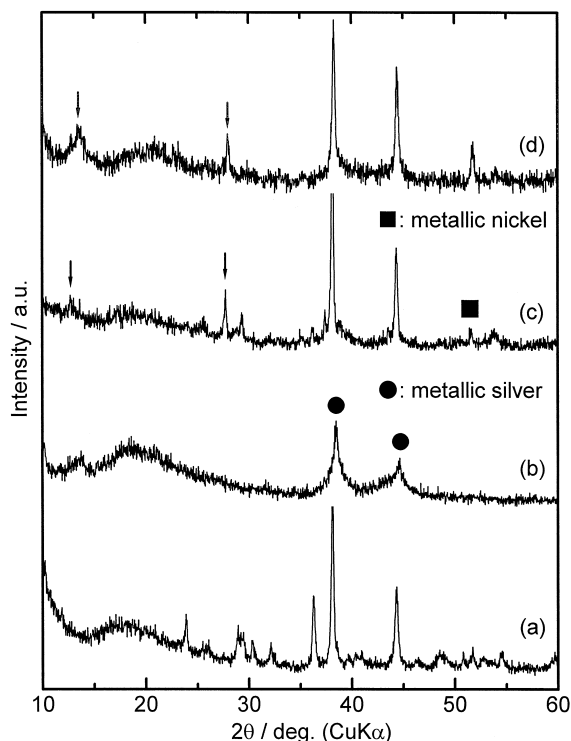 (d)
■: metallic nickel
(c)
●: metallic silver
(b)
(a)
Intensity / a.u.
10 20 30 40 50 60
2θ / deg. (CuKα)